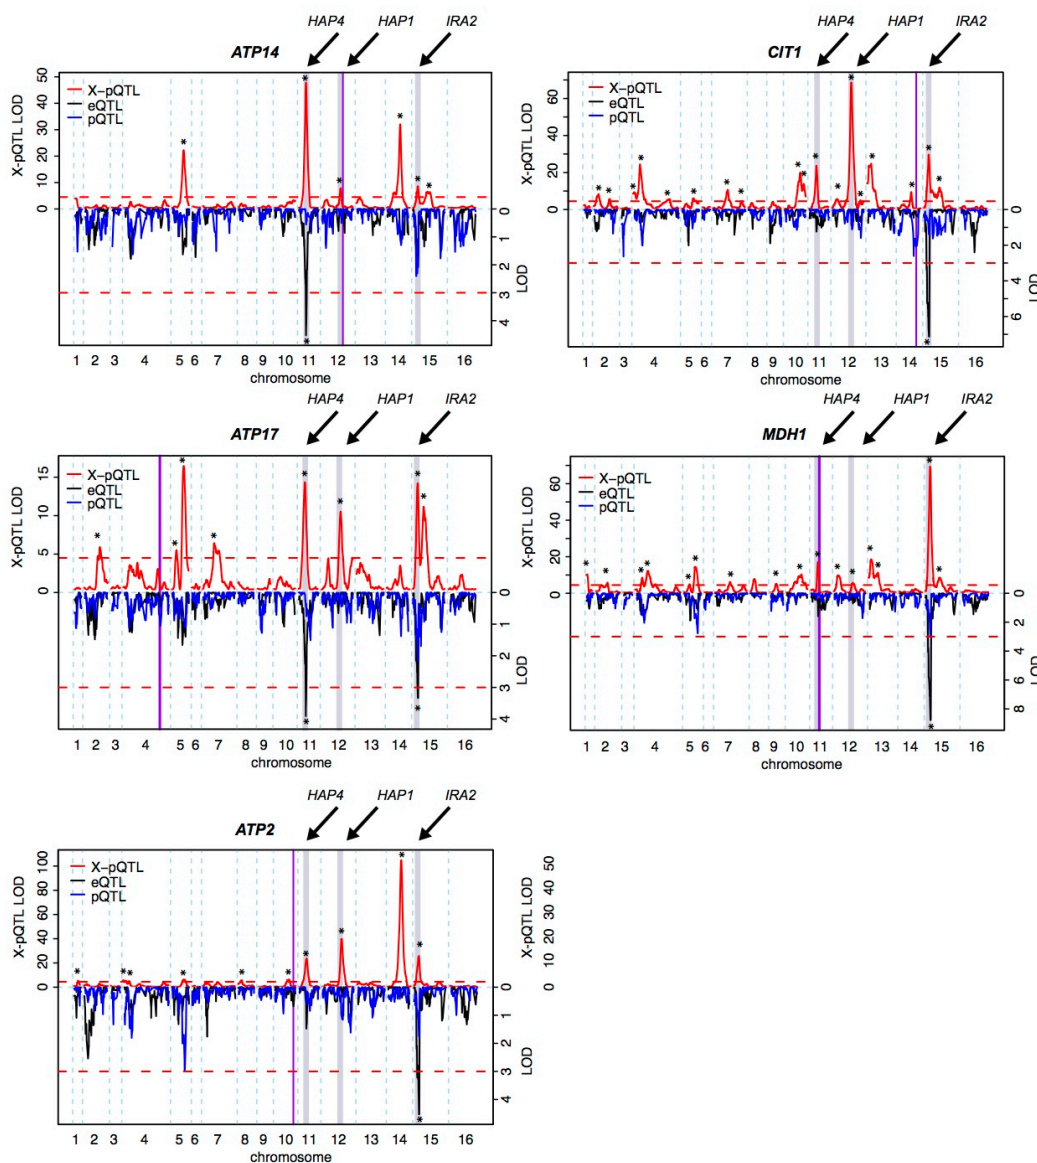 HAP4 HAP1 IRA2
ATP14
X–pQTL LOD
50
40
30
20
10
0
X–pQTL
eQTL
pQTL
0
1
2
3
4
LOD
1 2 3 4 5 6 7 8 9 10 11 12 13 14 15 16
chromosome
HAP4 HAP1 IRA2
CIT1
X–pQTL LOD
60
40
20
0
X–pQTL
eQTL
pQTL
0
2
4
6
LOD
1 2 3 4 5 6 7 8 9 10 11 12 13 14 15 16
chromosome
HAP4 HAP1 IRA2
ATP17
X–pQTL LOD
15
10
5
0
X–pQTL
eQTL
pQTL
0
1
2
3
4
LOD
1 2 3 4 5 6 7 8 9 10 11 12 13 14 15 16
chromosome
HAP4 HAP1 IRA2
MDH1
X–pQTL LOD
60
40
20
0
X–pQTL
eQTL
pQTL
0
2
4
6
8
LOD
1 2 3 4 5 6 7 8 9 10 11 12 13 14 15 16
chromosome
HAP4 HAP1 IRA2
ATP2
X–pQTL LOD
100
80
60
40
20
0
X–pQTL
eQTL
pQTL
0
1
2
3
4
LOD
1 2 3 4 5 6 7 8 9 10 11 12 13 14 15 16
chromosome
X–pQTL LOD
50
40
30
20
10
0